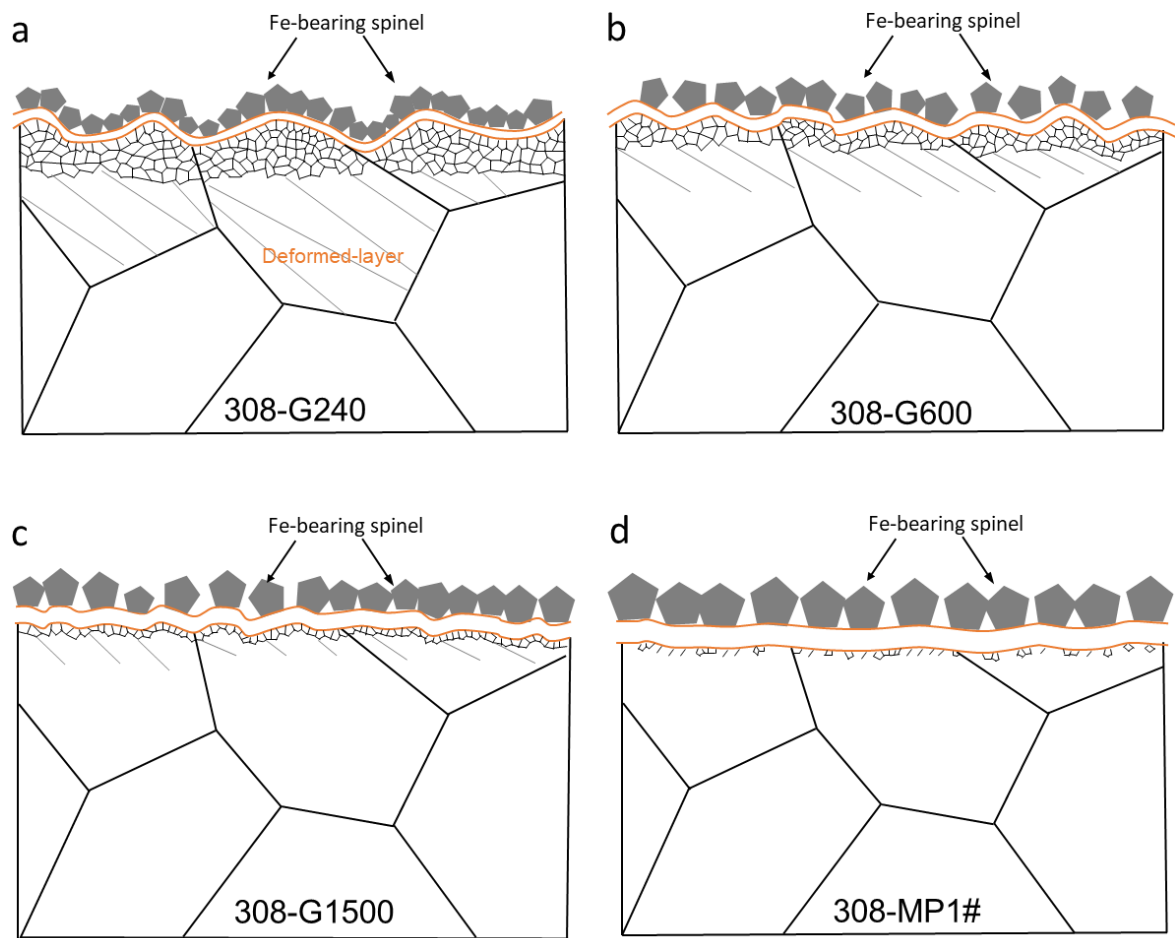 a
Fe-bearing spinel
Deformed-layer
308-G240
b
Fe-bearing spinel
308-G600
c
Fe-bearing spinel
308-G1500
d
Fe-bearing spinel
308-MP1#